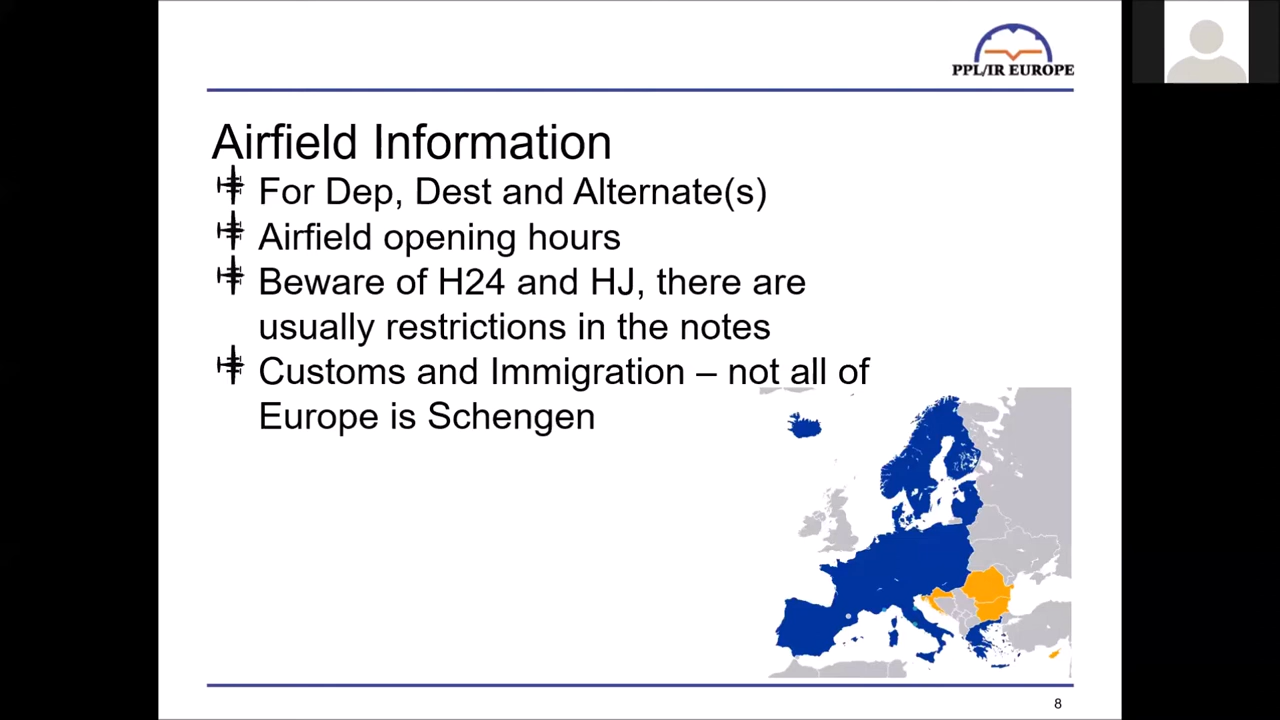 PPL/IR EUROPE
Airfield Information
For Dep, Dest and Alternate(s)
Airfield opening hours
Beware of H24 and HJ, there are
usually restrictions in the notes
Customs and Immigration – not all of
Europe is Schengen
8